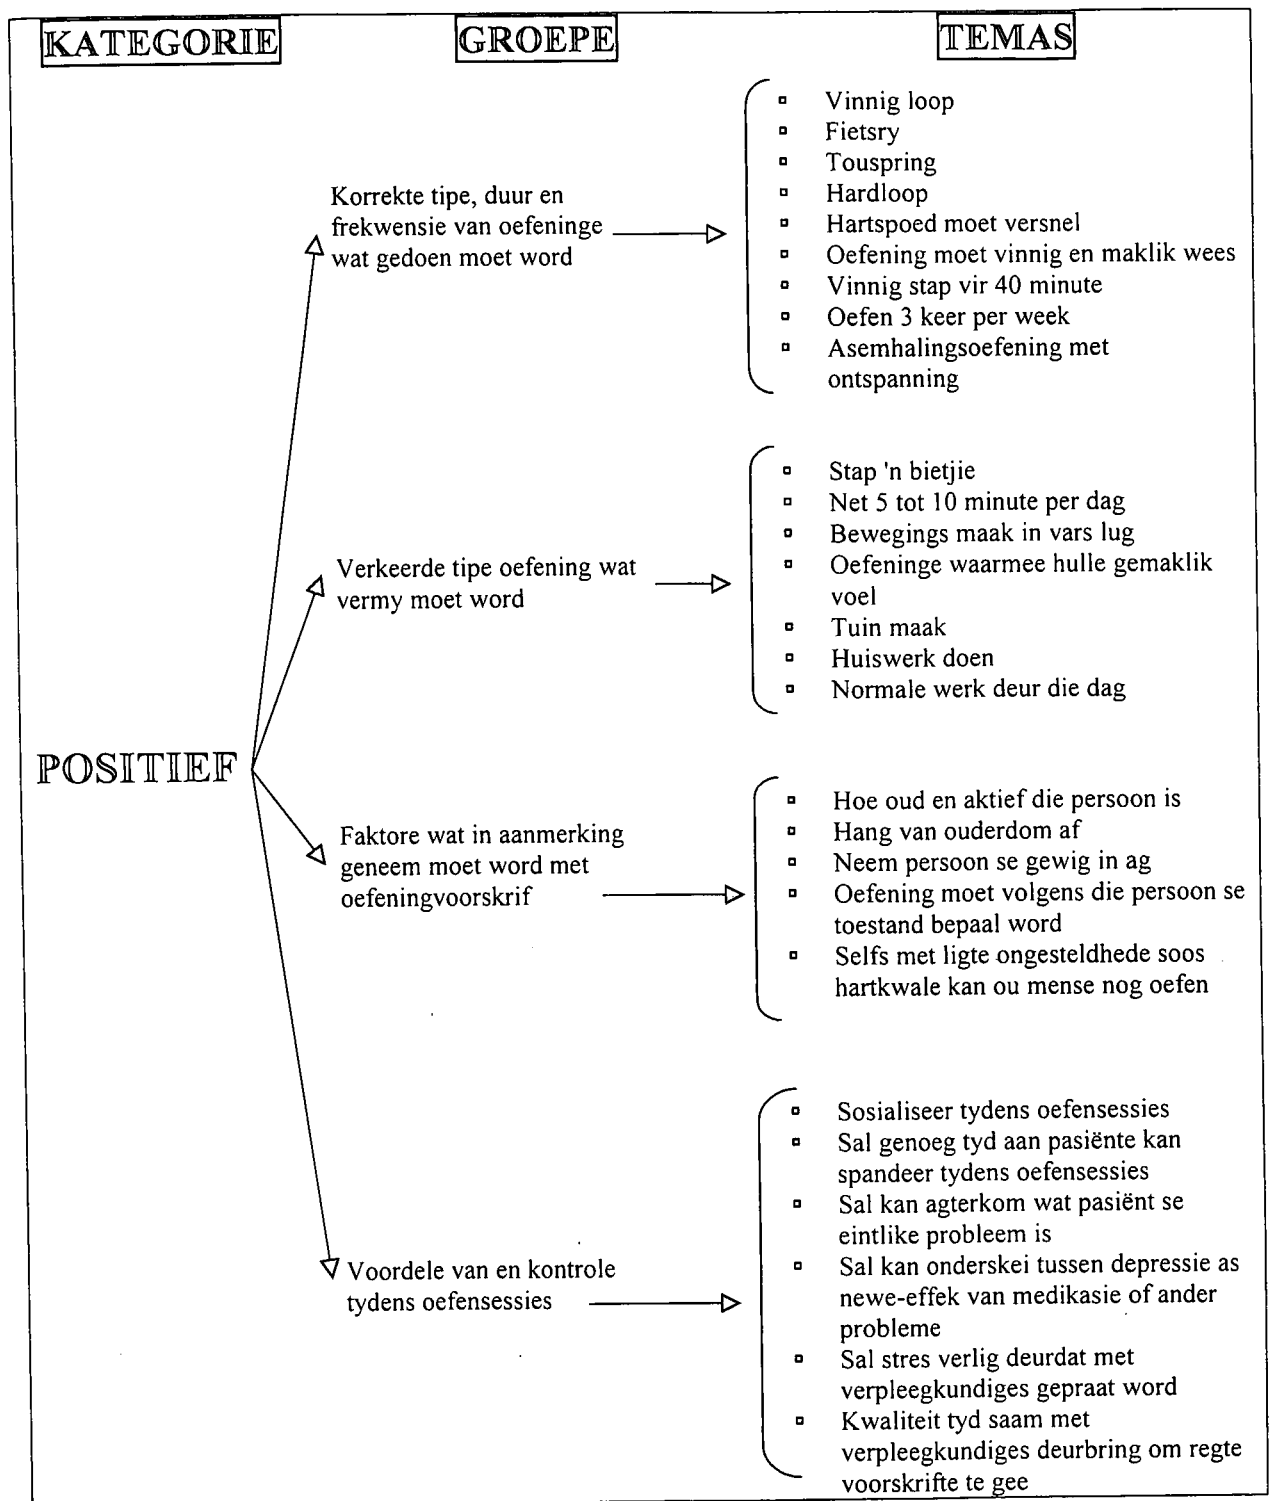 KATEGORIE GROEPE TEMAS
Korrekte tipe, duur en
frekwensie van oefeninge
wat gedoen moet word
▫ Vinnig loop
▫ Fietsry
▫ Touspring
▫ Hardloop
▫ Hartspoed moet versnel
▫ Oefening moet vinnig en maklik wees
▫ Vinnig stap vir 40 minute
▫ Oefen 3 keer per week
▫ Asemhalingsoefening met
ontspanning
Verkeerde tipe oefening wat
vermy moet word
▫ Stap 'n bietjie
▫ Net 5 tot 10 minute per dag
▫ Bewegings maak in vars lug
▫ Oefeninge waarmee hulle gemaklik
voel
▫ Tuin maak
▫ Huiswerk doen
▫ Normale werk deur die dag
POSITIEF
Faktore wat in aanmerking
geneem moet word met
oefeningvoorskrif
▫ Hoe oud en aktief die persoon is
▫ Hang van ouderdom af
▫ Neem persoon se gewig in ag
▫ Oefening moet volgens die persoon se
toestand bepaal word
▫ Selfs met ligte ongesteldhede soos
hartkwale kan ou mense nog oefen
Voordele van en kontrole
tydens oefensessies
▫ Sosialiseer tydens oefensessies
▫ Sal genoeg tyd aan pasiënte kan
spandeer tydens oefensessies
▫ Sal kan agterkom wat pasiënt se
eintlike probleem is
▫ Sal kan onderskei tussen depressie as
newe-effek van medikasie of ander
probleme
▫ Sal stres verlig deurdat met
verpleegkundiges gepraat word
▫ Kwaliteit tyd saam met
verpleegkundiges deurbring om regte
voorskrifte te gee